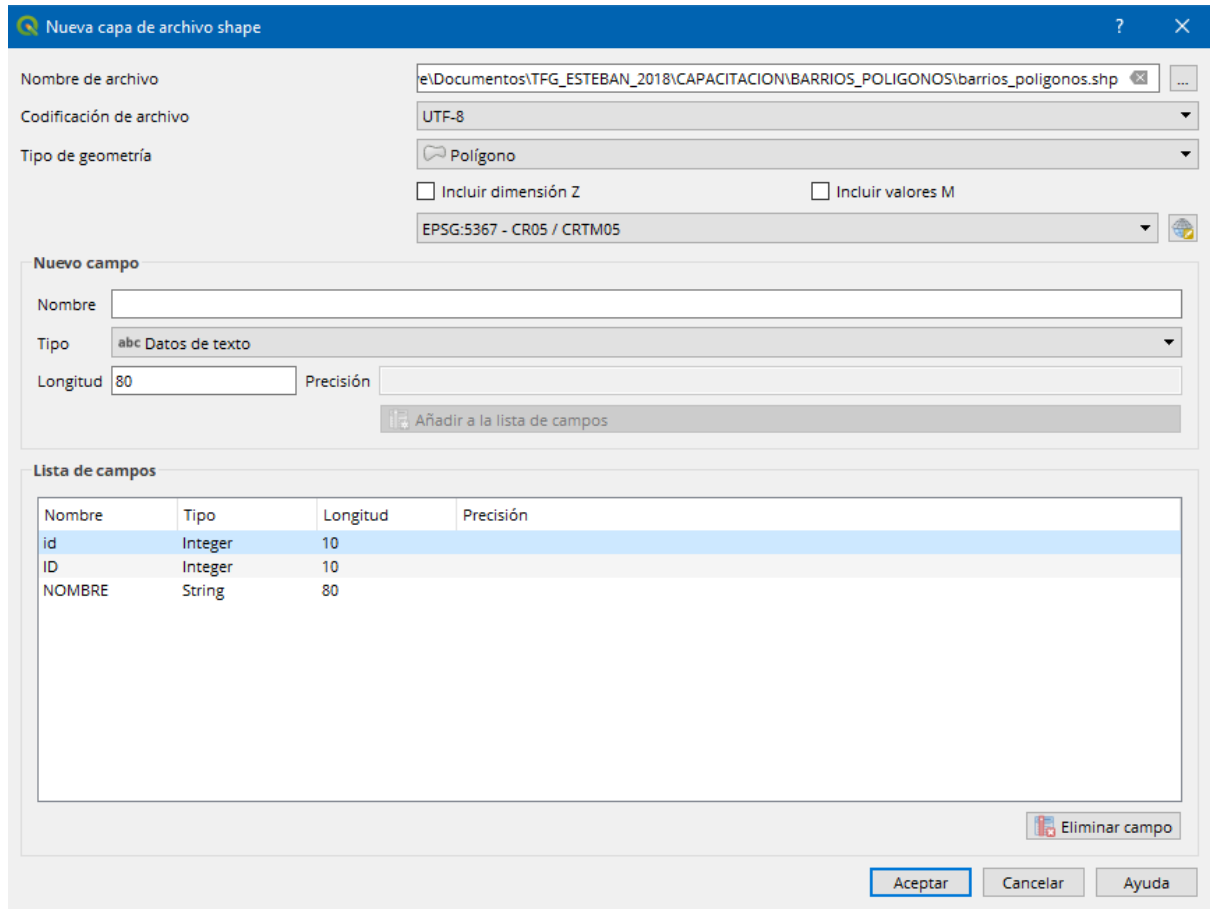 Nueva capa de archivo shape ?
Nombre de archivo e\Documentos\TFG_ESTEBAN_2018\CAPACITACION\BARRIOS_POLIGONOS\barrios_poligonos.shp ...
Codificación de archivo UTF-8
Tipo de geometría Polígono
Incluir dimensión Z Incluir valores M
EPSG:5367 - CR05 / CRTM05
Nuevo campo
Nombre
Tipo abc Datos de texto
Longitud 80 Precisión
Añadir a la lista de campos
Lista de campos
Nombre Tipo Longitud Precisión
id Integer 10
ID Integer 10
NOMBRE String 80
Eliminar campo
Aceptar Cancelar Ayuda